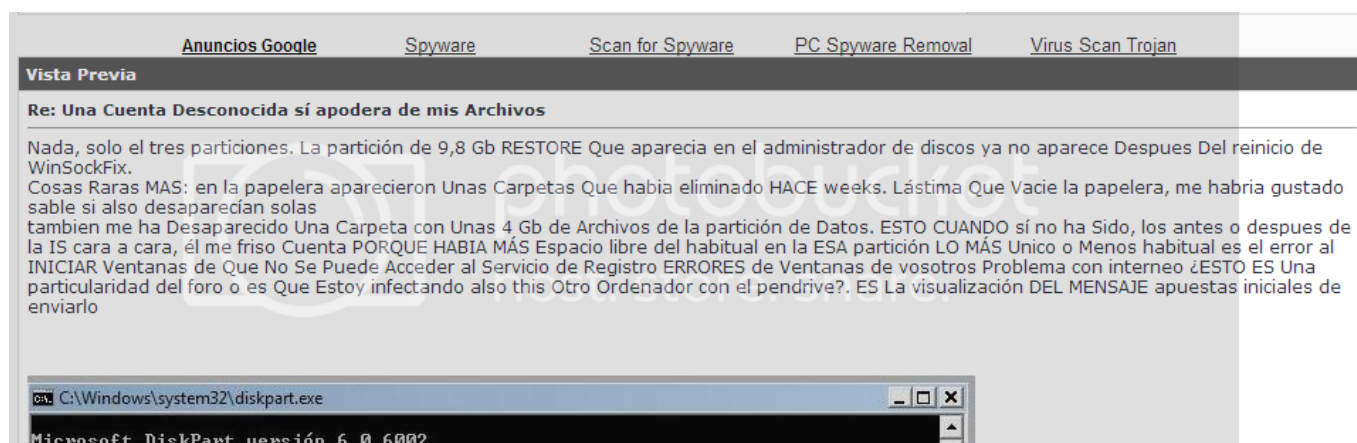 Anuncios Google Spyware Scan for Spyware PC Spyware Removal Virus Scan Trojan
Vista Previa
Re: Una Cuenta Desconocida sí apodera de mis Archivos
Nada, solo el tres particiones. La partición de 9,8 Gb RESTORE Que aparecia en el administrador de discos ya no aparece Despues Del reinicio de
WinSockFix.
Cosas Raras MAS: en la papelera aparecieron Unas Carpetas Que habia eliminado HACE weeks. Lástima Que Vacie la papelera, me habria gustado
sable si also desaparecían solas
tambien me ha Desaparecido Una Carpeta con Unas 4 Gb de Archivos de la partición de Datos. ESTO CUANDO sí no ha Sido, los antes o despues de
la IS cara a cara, él me friso Cuenta PORQUE HABIA MÁS Espacio libre del habitual en la ESA partición LO MÁS Unico o Menos habitual es el error al
INICIAR Ventanas de Que No Se Puede Acceder al Servicio de Registro ERRORES de Ventanas de vosotros Problema con interneo ¿ESTO ES Una
particularidad del foro o es Que Estoy infectando also this Otro Ordenador con el pendrive?. ES La visualización DEL MENSAJE apuestas iniciales de
enviarlo
photobucket
host. store. share.
C:\Windows\system32\diskpart.exe
Microsoft DiskPart versión 6.0.6002